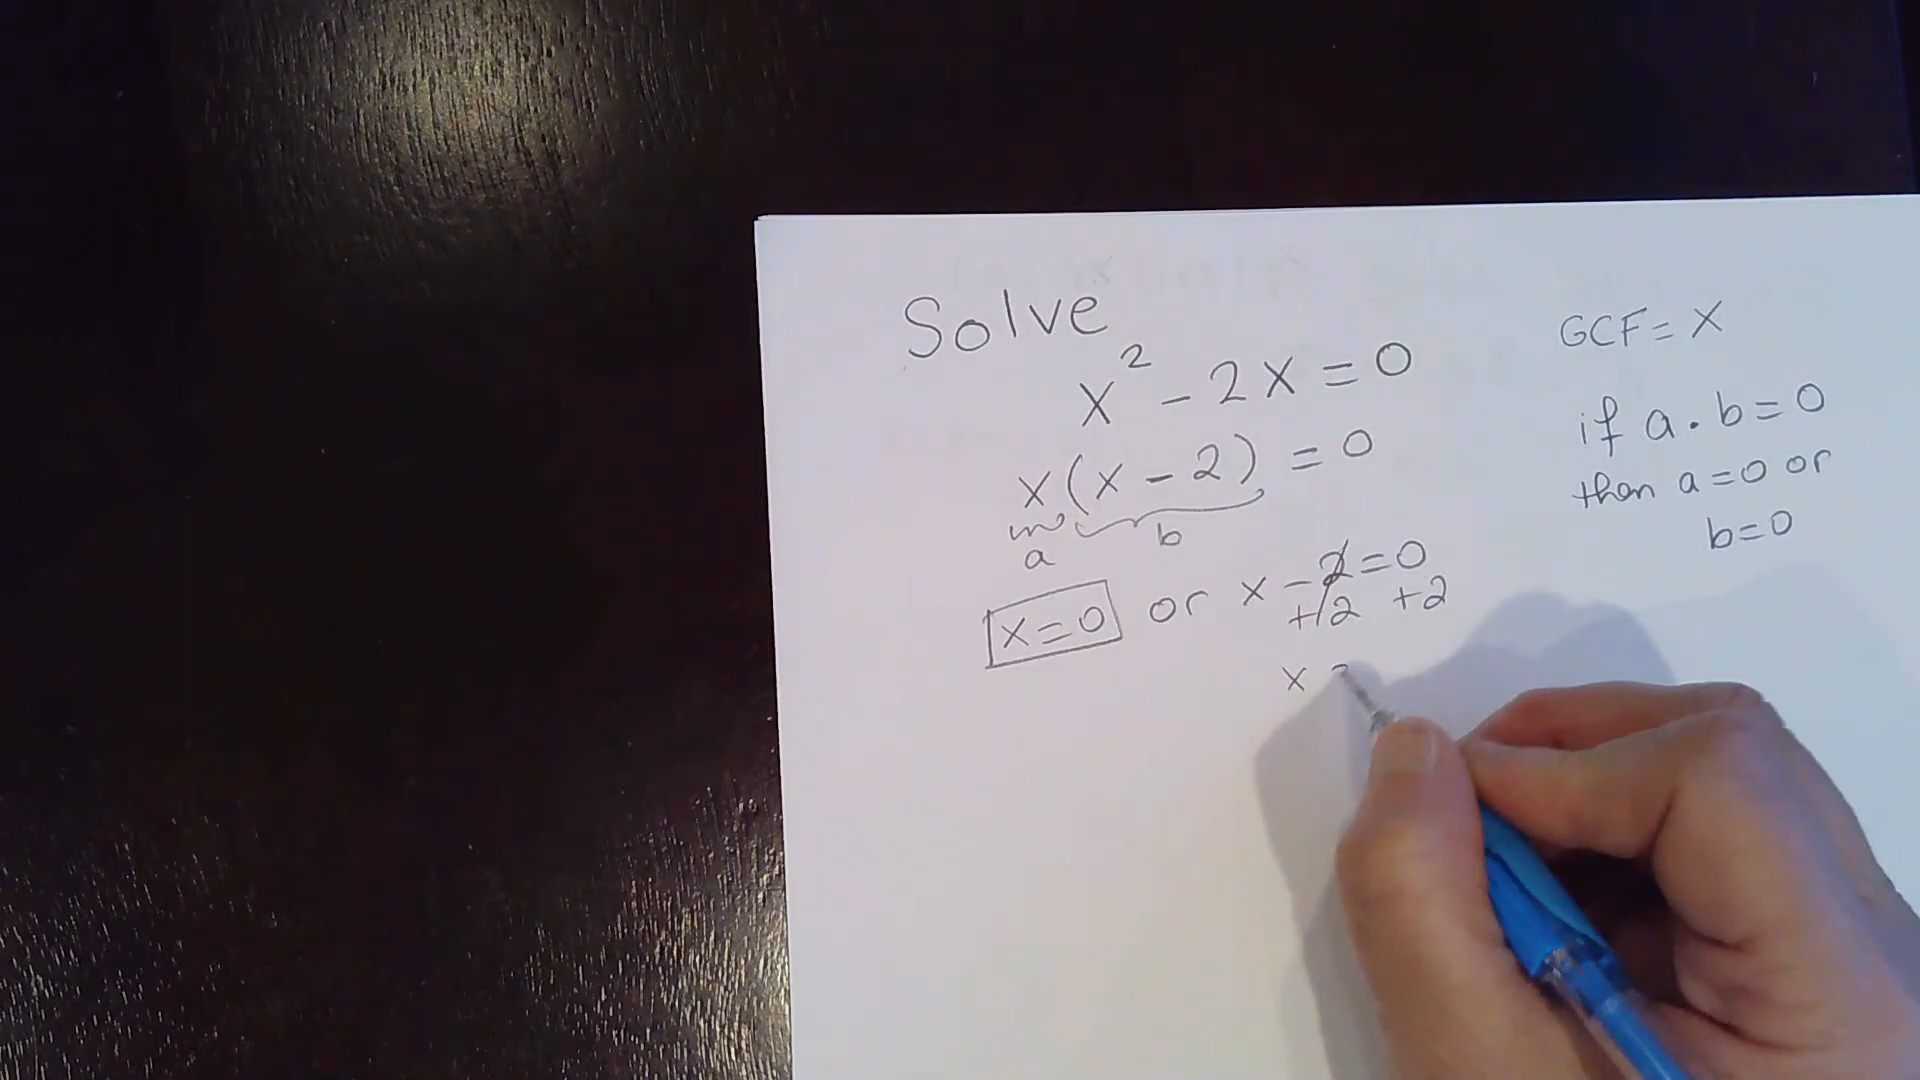 Solve
x² - 2x = 0
x(x - 2) = 0
a b
x = 0 or x - 2 = 0
+2 +2
x
GCF = X
if a · b = 0
then a = 0 or
b = 0